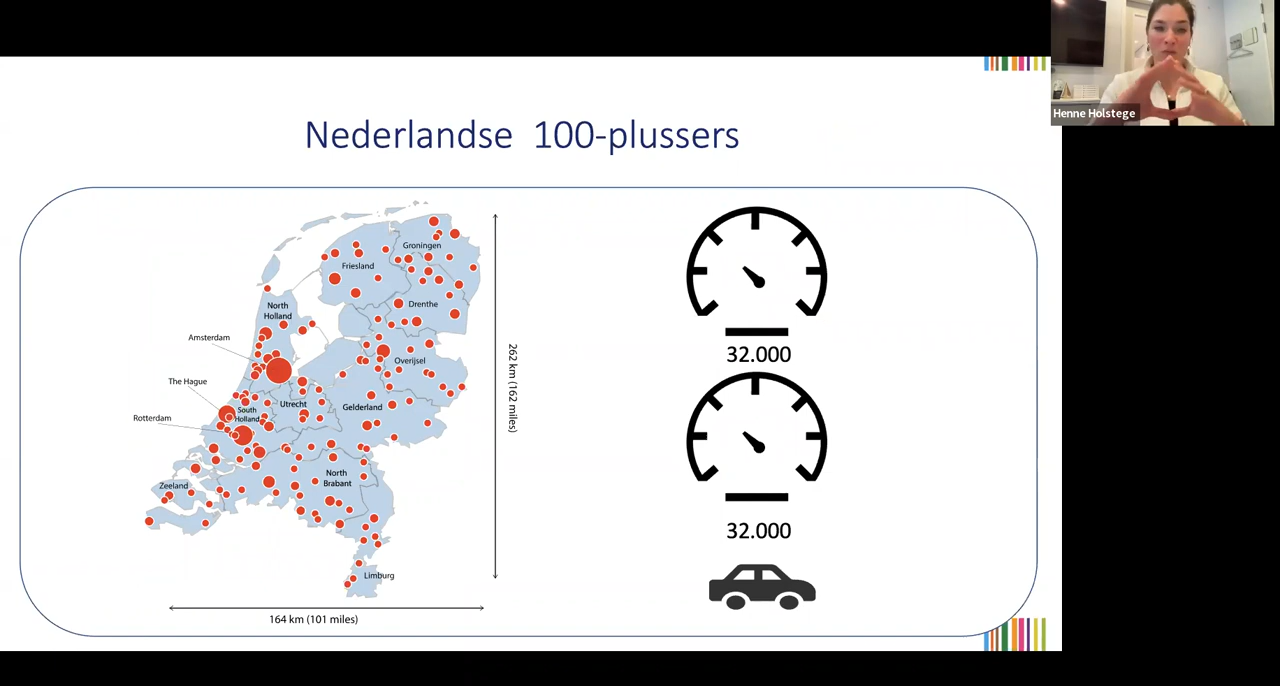 Henne Holstege
Nederlandse 100-plussers
Groningen
Friesland
Drenthe
North
Holland
Amsterdam
Overijsel
The Hague
Utrecht
Gelderland
South
Holland
Rotterdam
North
Brabant
Zeeland
Limburg
262 km (162 miles)
164 km (101 miles)
32.000
32.000